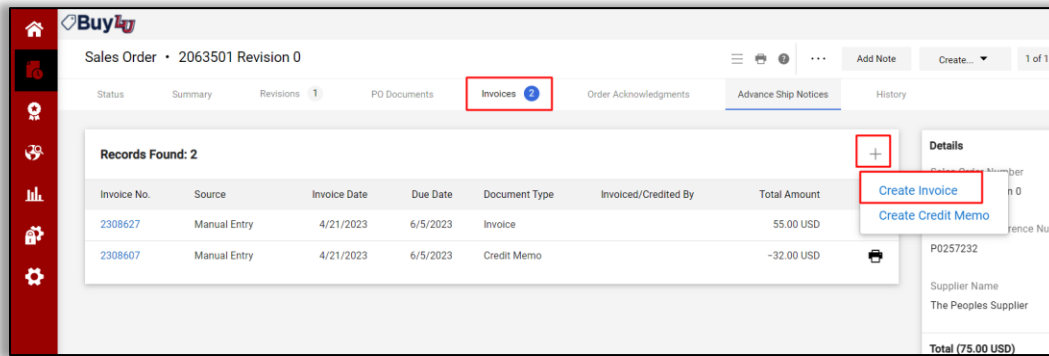 BuyLU
Sales Order • 2063501 Revision 0
Add Note
Create...
1 of 1
Status
Summary
Revisions 1
PO Documents
Invoices 2
Order Acknowledgments
Advance Ship Notices
History
Records Found: 2
Invoice No. Source Invoice Date Due Date Document Type Invoiced/Credited By Total Amount
2308627 Manual Entry 4/21/2023 6/5/2023 Invoice 55.00 USD
2308607 Manual Entry 4/21/2023 6/5/2023 Credit Memo -32.00 USD
Create Invoice
Create Credit Memo
Details
P0257232
Supplier Name
The Peoples Supplier
Total (75.00 USD)